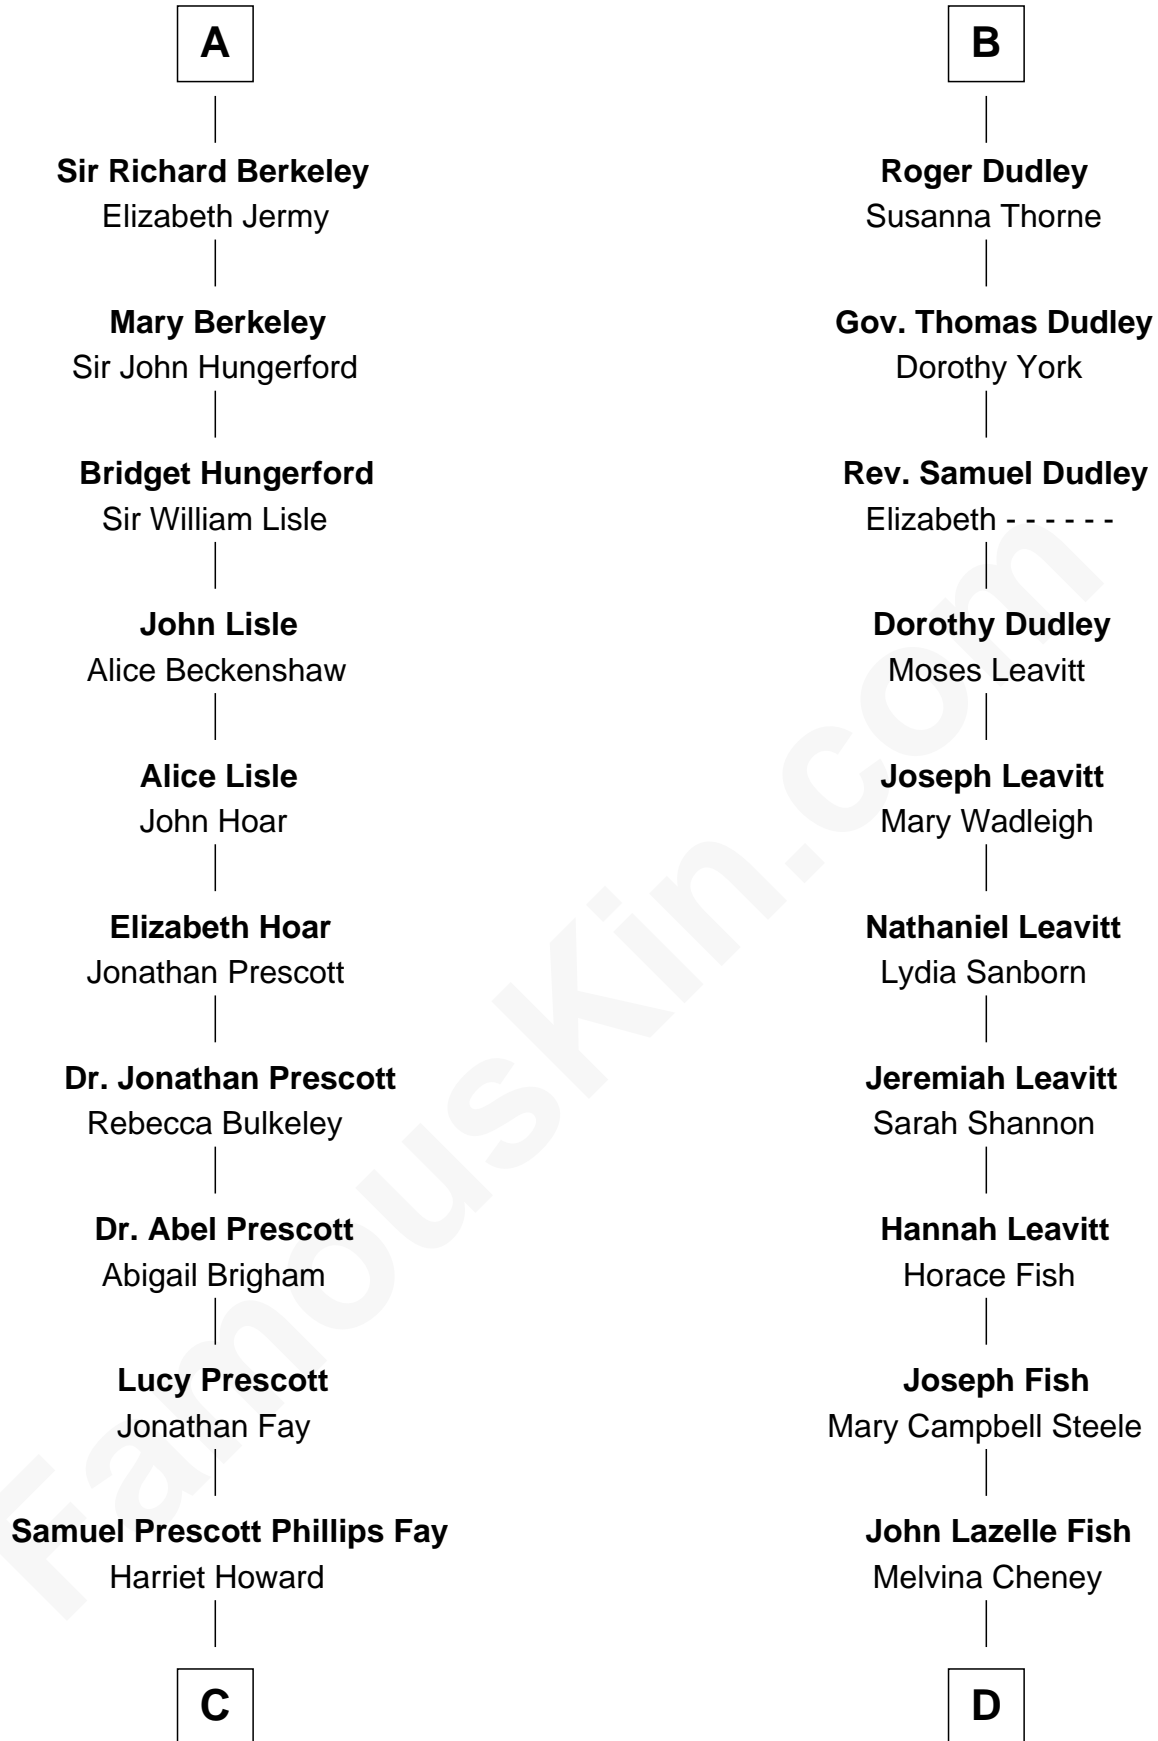 A
Sir Richard Berkeley
Elizabeth Jermy
Mary Berkeley
Sir John Hungerford
Bridget Hungerford
Sir William Lisle
John Lisle
Alice Beckenshaw
Alice Lisle
John Hoar
Elizabeth Hoar
Jonathan Prescott
Dr. Jonathan Prescott
Rebecca Bulkeley
Dr. Abel Prescott
Abigail Brigham
Lucy Prescott
Jonathan Fay
Samuel Prescott Phillips Fay
Harriet Howard
C
B
Roger Dudley
Susanna Thorne
Gov. Thomas Dudley
Dorothy York
Rev. Samuel Dudley
Elizabeth - - - - - -
Dorothy Dudley
Moses Leavitt
Joseph Leavitt
Mary Wadleigh
Nathaniel Leavitt
Lydia Sanborn
Jeremiah Leavitt
Sarah Shannon
Hannah Leavitt
Horace Fish
Joseph Fish
Mary Campbell Steele
John Lazelle Fish
Melvina Cheney
D
FamousKin.com